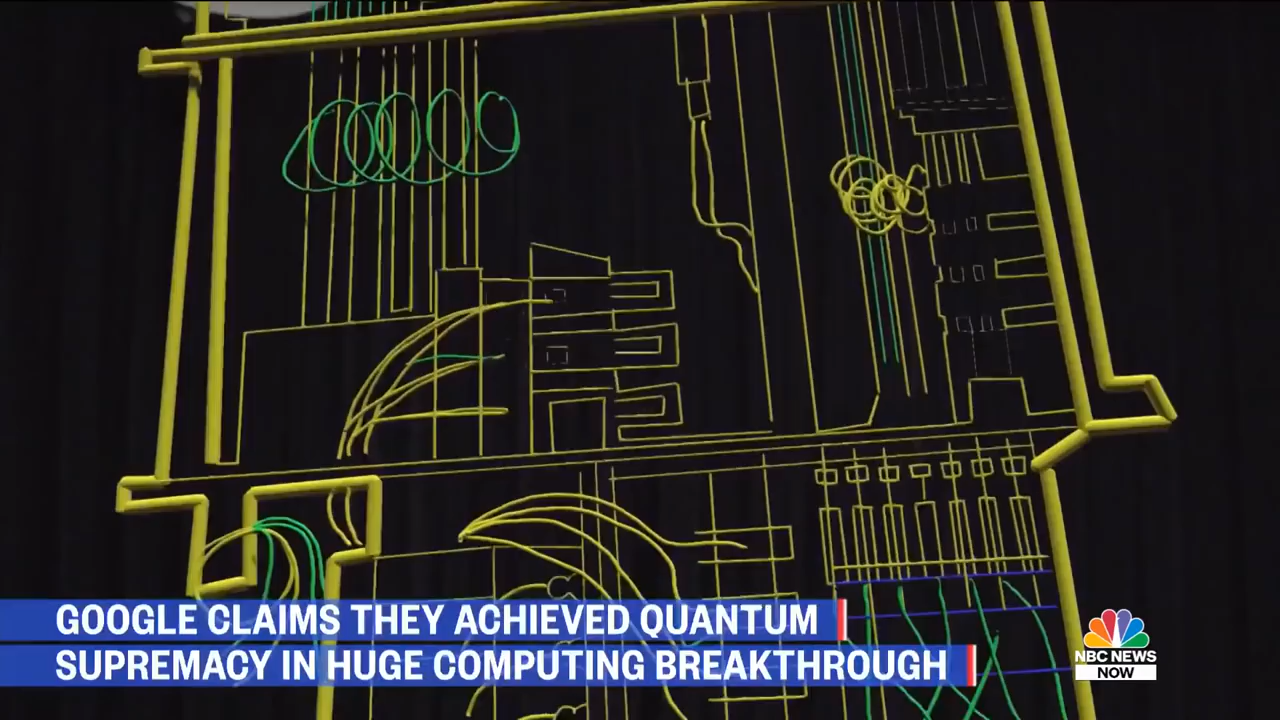 GOOGLE CLAIMS THEY ACHIEVED QUANTUM
SUPREMACY IN HUGE COMPUTING BREAKTHROUGH
NBC NEWS
NOW